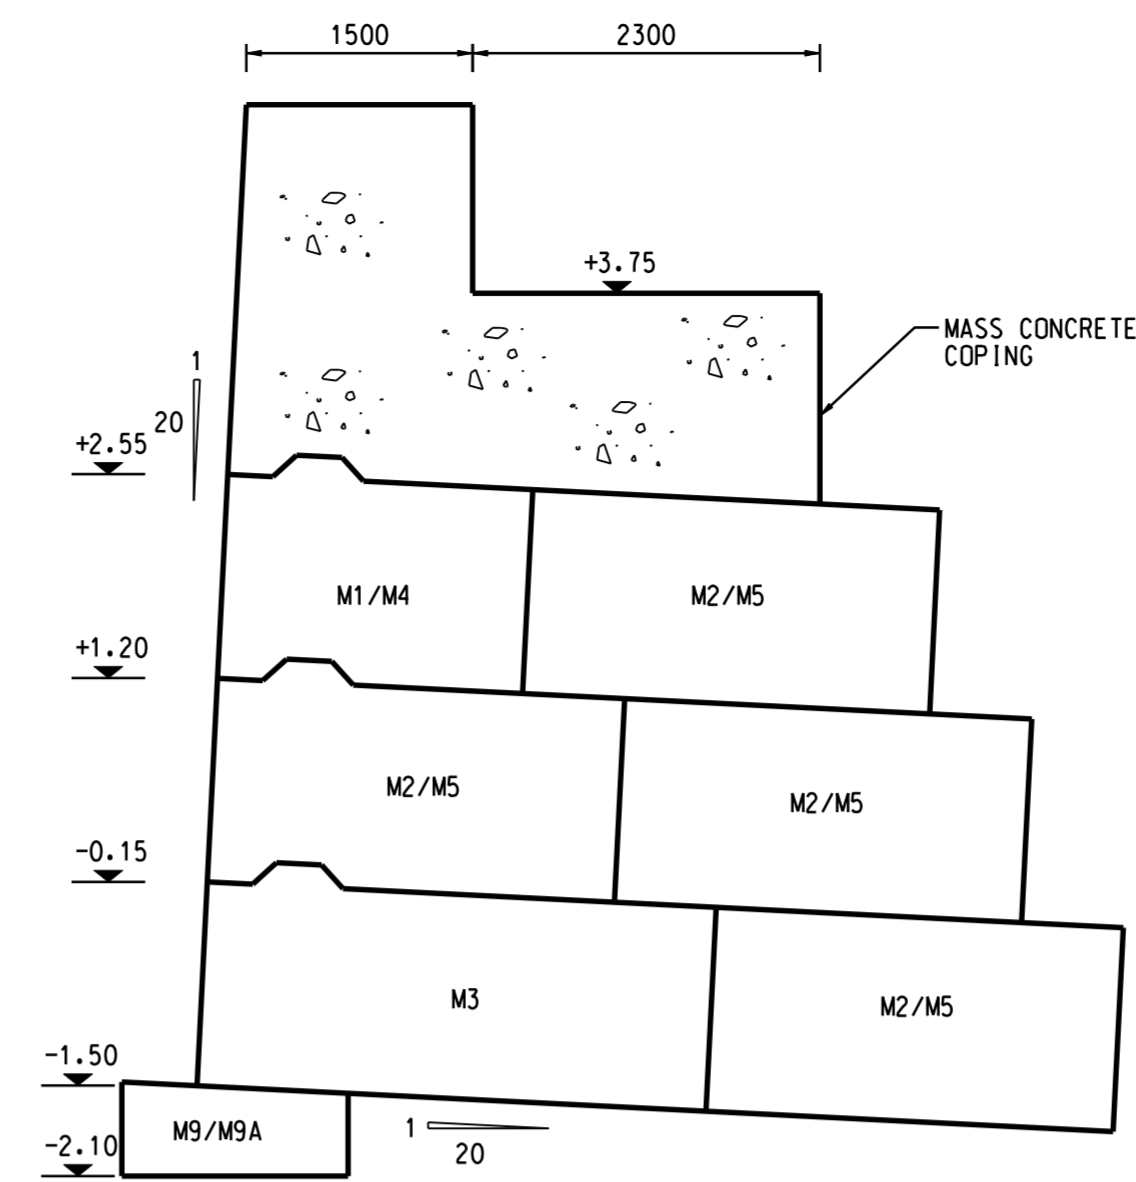 1500
2300
+3.75
MASS CONCRETE
COPING
1
20
+2.55
M1/M4
M2/M5
+1.20
M2/M5
M2/M5
-0.15
M3
M2/M5
-1.50
M9/M9A
1
20
-2.10